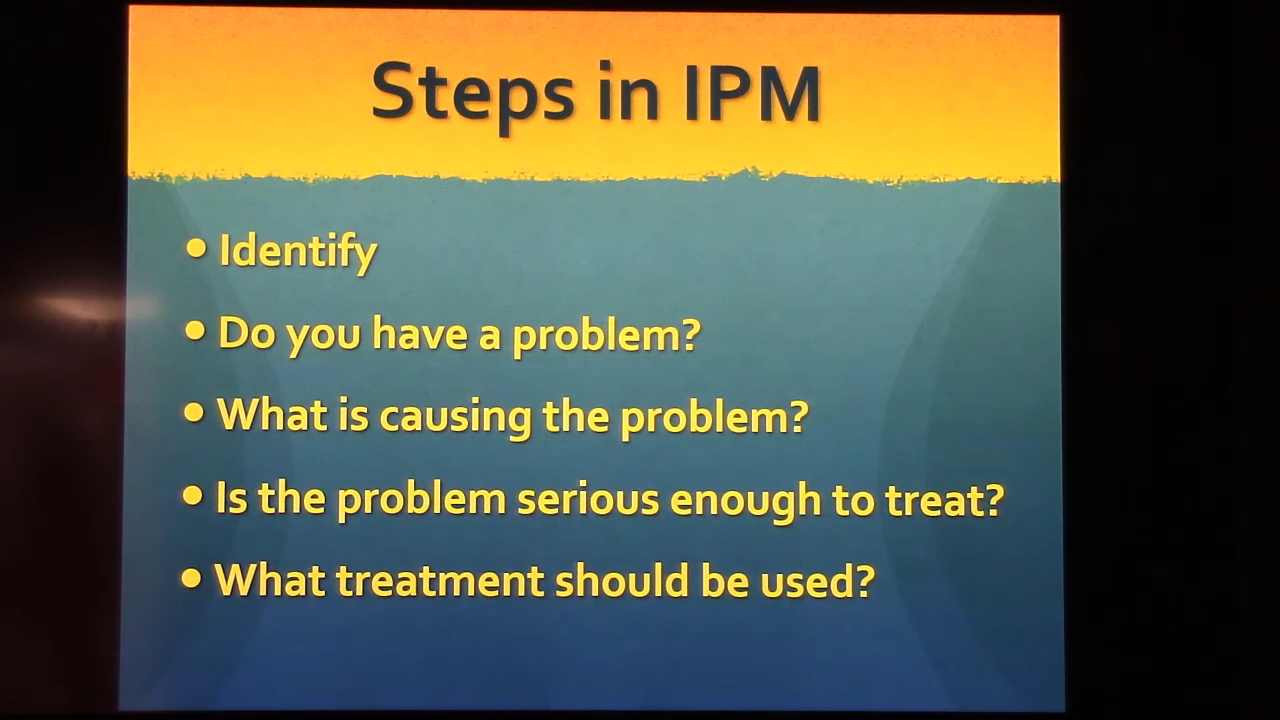 Steps in IPM
• Identify
• Do you have a problem?
• What is causing the problem?
• Is the problem serious enough to treat?
• What treatment should be used?